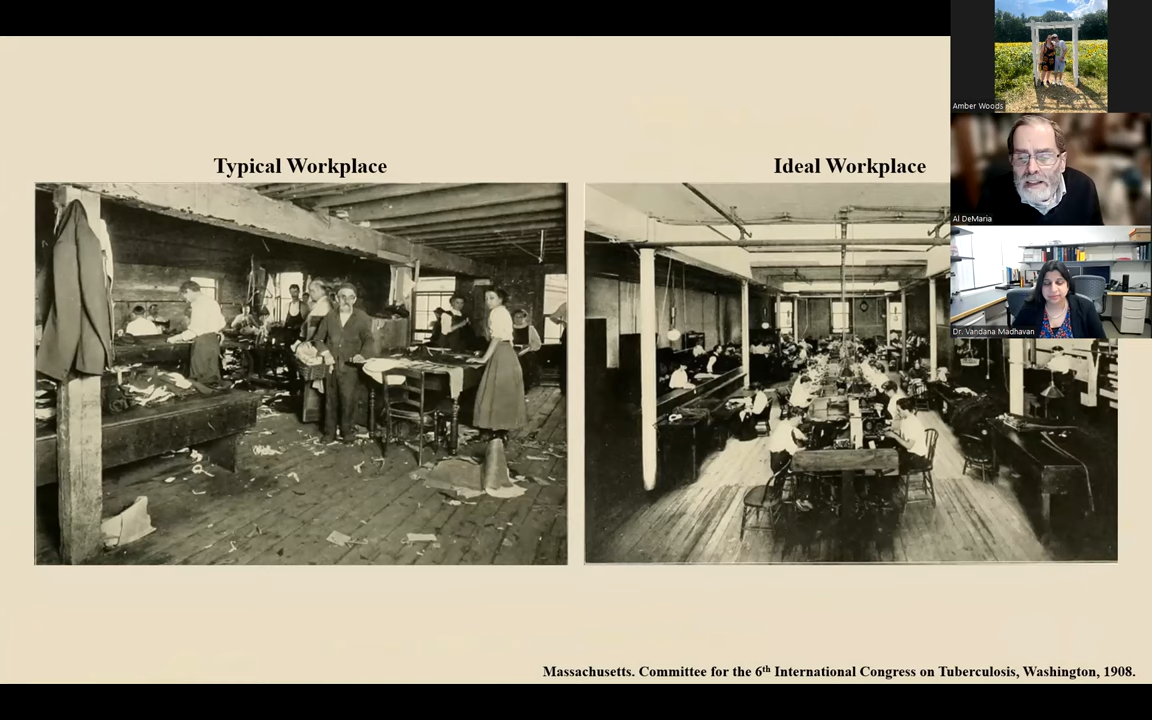 Typical Workplace
Ideal Workplace
Amber Woods
Al DeMaria
Dr. Vandana Madhavan
Massachusetts. Committee for the 6th International Congress on Tuberculosis, Washington, 1908.